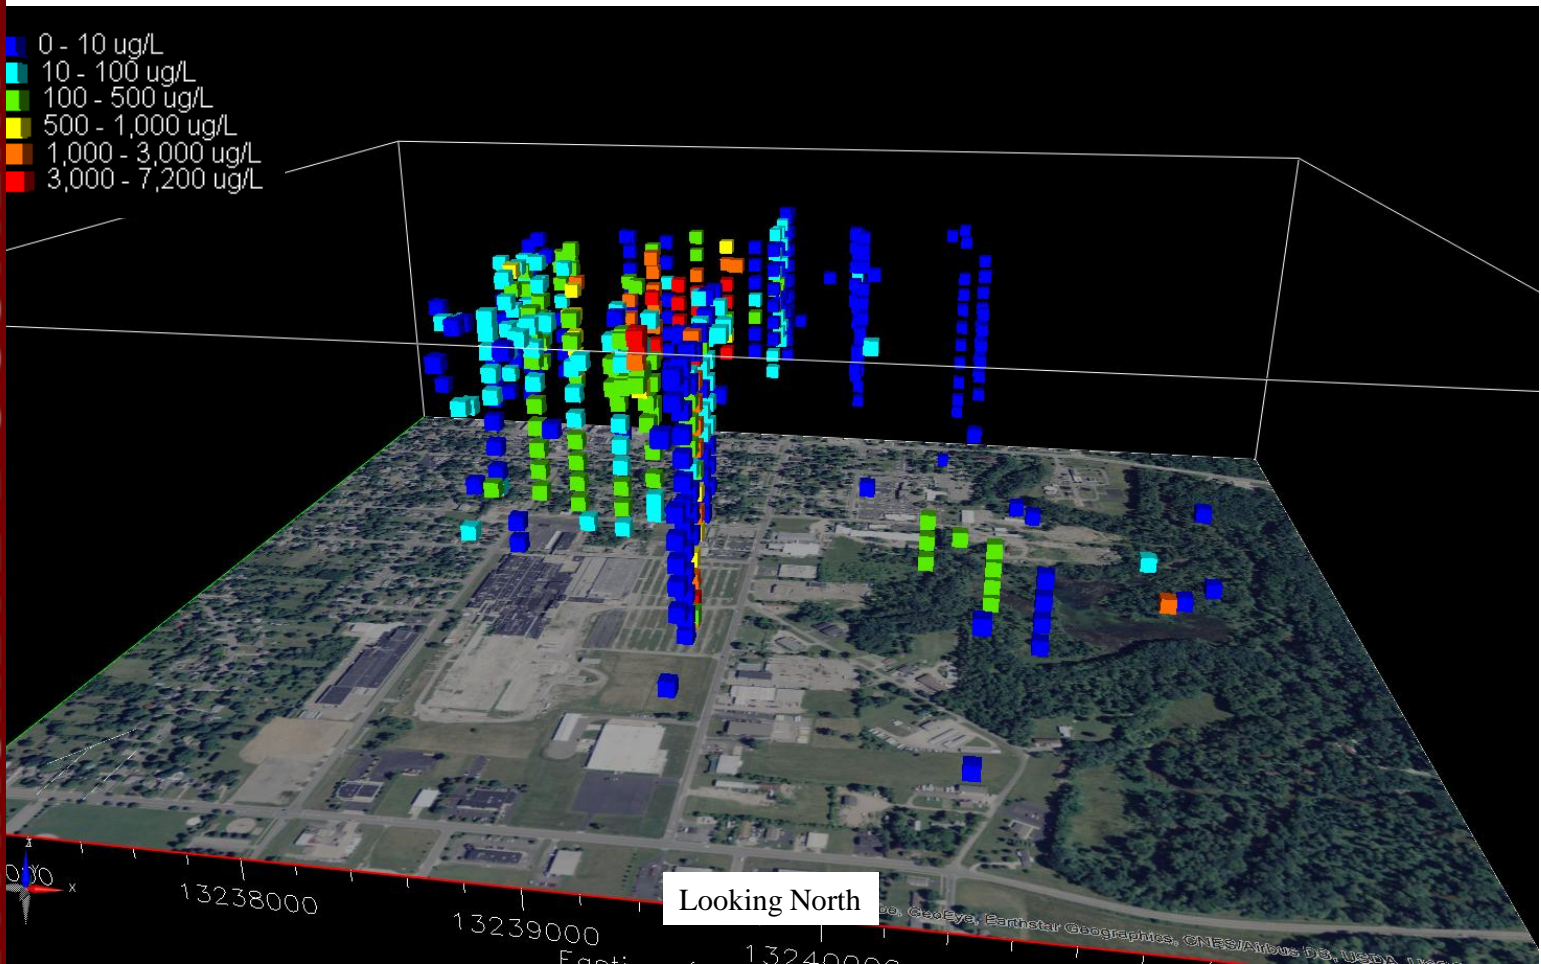 0 - 10 ug/L
10 - 100 ug/L
100 - 500 ug/L
500 - 1,000 ug/L
1,000 - 3,000 ug/L
3,000 - 7,200 ug/L
x
13238000
13239000
13240000
Looking North
GeoEye, Earthstar Geographics, CNES/Airbus DS, USDA,